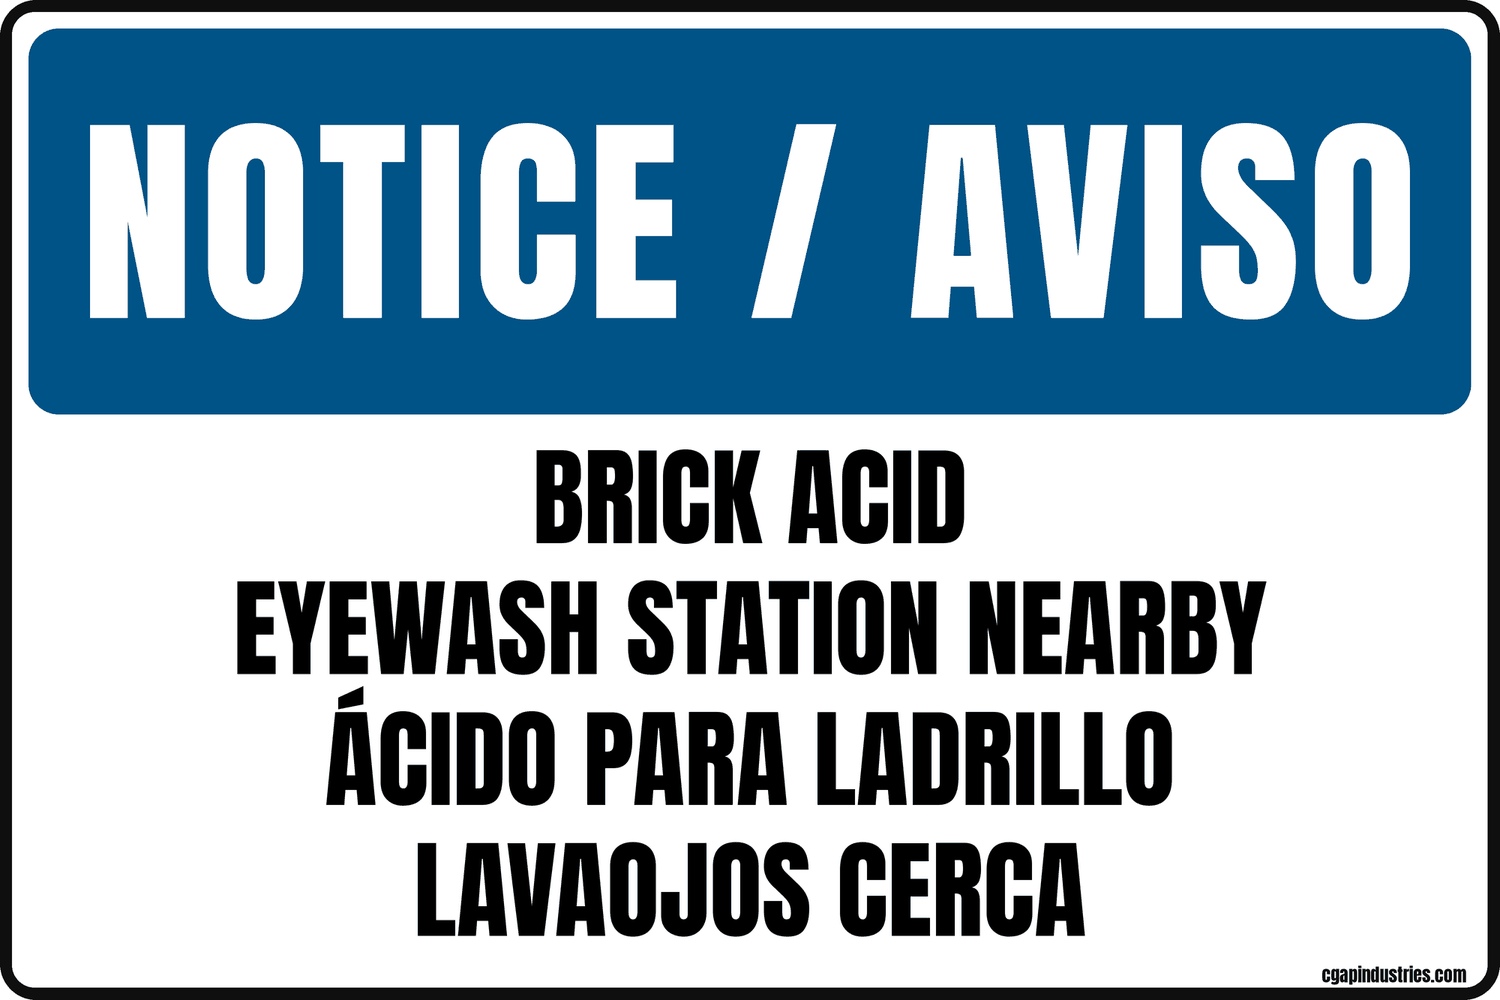 NOTICE / AVISO
BRICK ACID
EYEWASH STATION NEARBY
ÁCIDO PARA LADRILLO
LAVAOJOS CERCA
cgapindustries.com